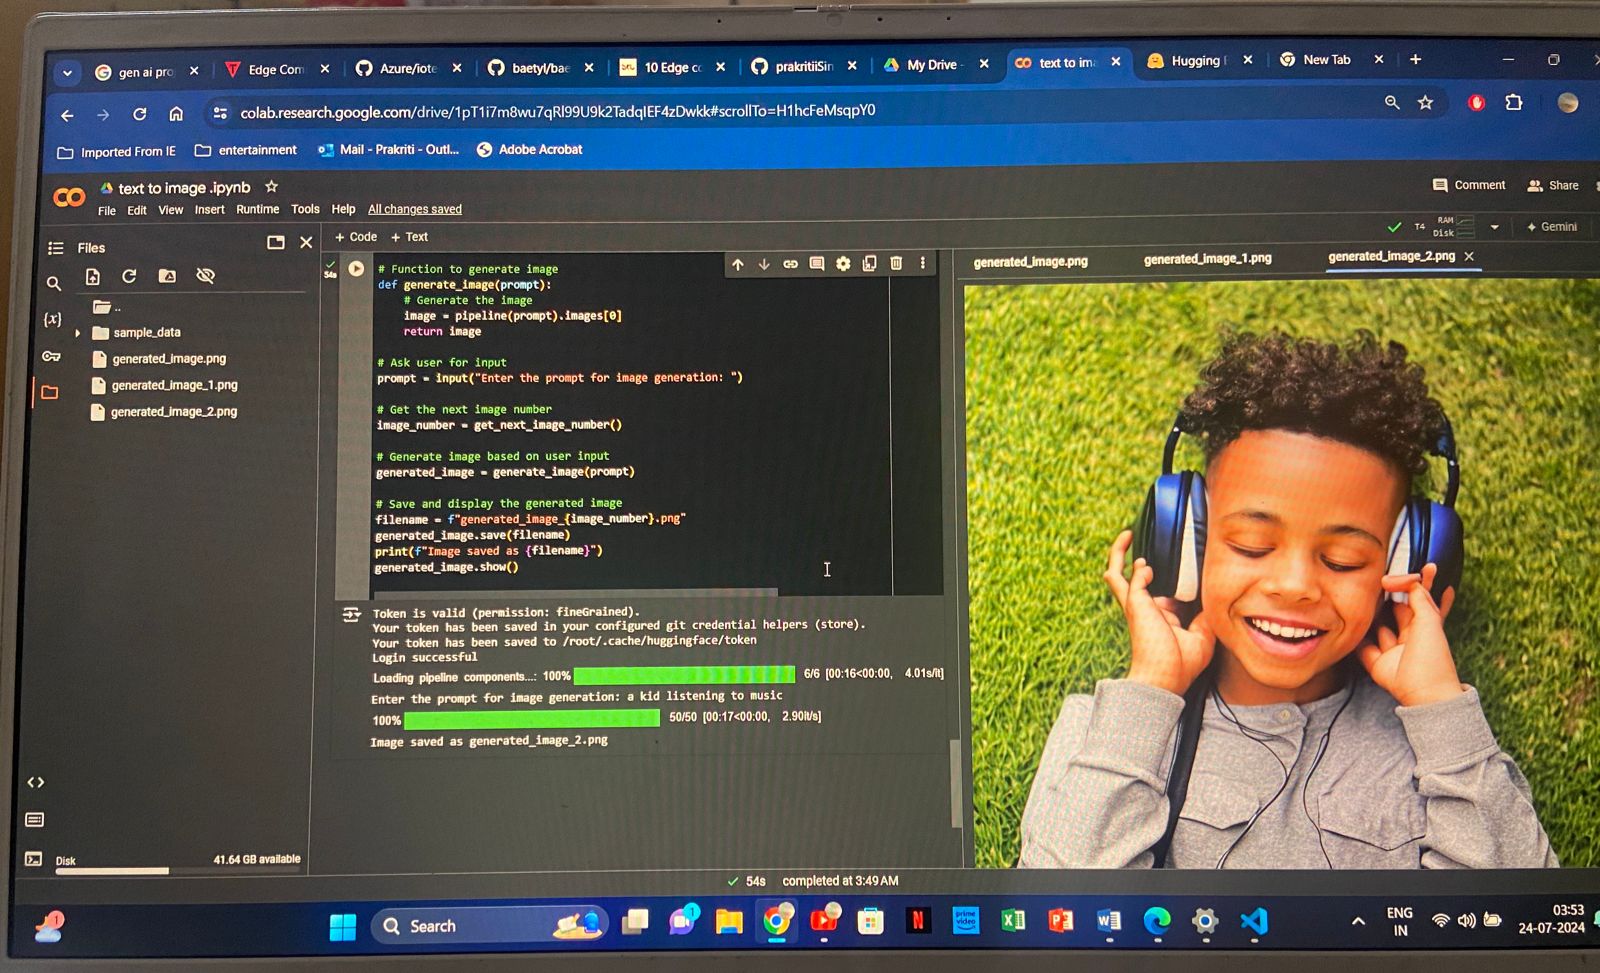 gen ai pro
Edge Com
Azure/iote
baetyl/bae
10 Edge co
prakritiiSin
My Drive -
text to ima
Hugging F
New Tab
colab.research.google.com/drive/1pT1i7m8wu7qRl99U9k2TadqIEF4zDwkk#scrollTo=H1hcFeMsqpY0
Imported From IE
entertainment
Mail - Prakriti - Outl...
Adobe Acrobat
text to image .ipynb
Comment
Share
File Edit View Insert Runtime Tools Help All changes saved
Files
+ Code + Text
T4
RAM
Disk
Gemini
..
sample_data
generated_image.png
generated_image_1.png
generated_image_2.png
{x}
54s
# Function to generate image
def generate_image(prompt):
    # Generate the image
    image = pipeline(prompt).images[0]
    return image
# Ask user for input
prompt = input("Enter the prompt for image generation: ")
# Get the next image number
image_number = get_next_image_number()
# Generate image based on user input
generated_image = generate_image(prompt)
# Save and display the generated image
filename = f"generated_image_{image_number}.png"
generated_image.save(filename)
print(f"Image saved as {filename}")
generated_image.show()
Token is valid (permission: fineGrained).
Your token has been saved in your configured git credential helpers (store).
Your token has been saved to /root/.cache/huggingface/token
Login successful
Loading pipeline components...: 100% 6/6 [00:16<00:00, 4.01s/it]
Enter the prompt for image generation: a kid listening to music
100% 50/50 [00:17<00:00, 2.90it/s]
Image saved as generated_image_2.png
generated_image.png
generated_image_1.png
generated_image_2.png
Disk 41.64 GB available
54s completed at 3:49 AM
1
Search
1
N
prime video
ENG
IN
03:53
24-07-2024